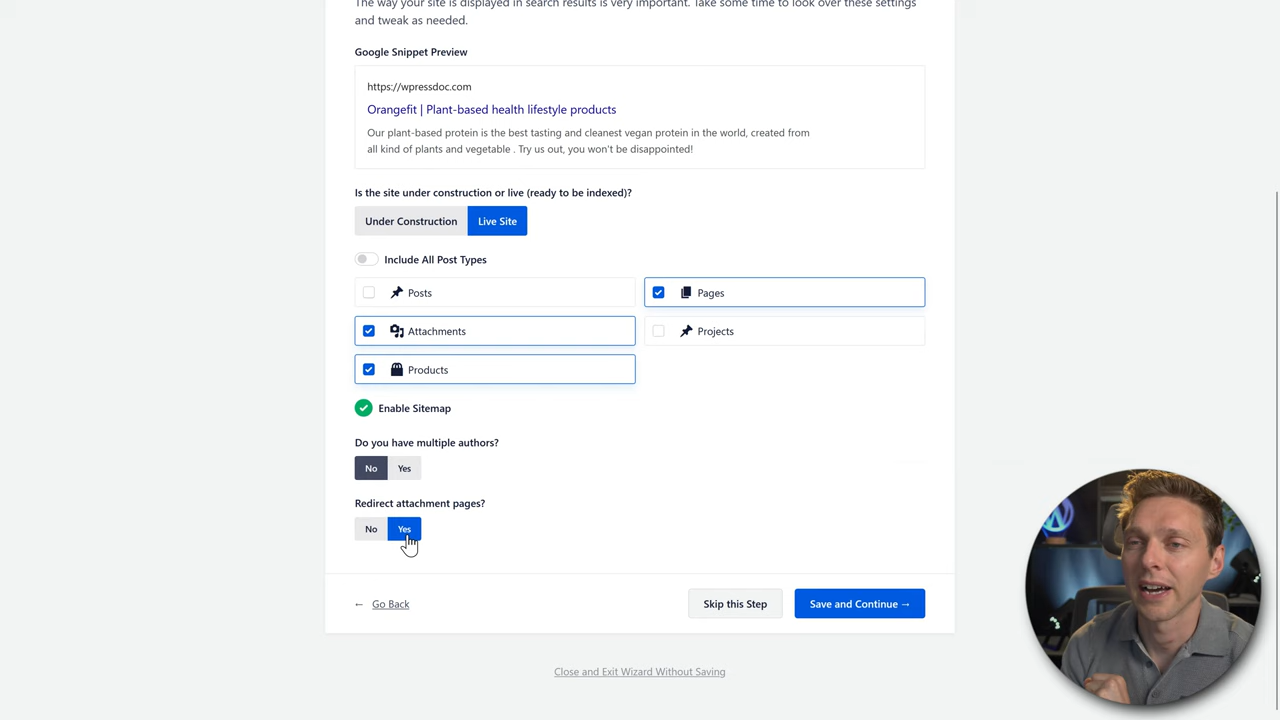 The way your site is displayed in search results is very important. Take some time to look over these settings
and tweak as needed.
Google Snippet Preview
https://wpressdoc.com
Orangefit | Plant-based health lifestyle products
Our plant-based protein is the best tasting and cleanest vegan protein in the world, created from
all kind of plants and vegetable . Try us out, you won't be disappointed!
Is the site under construction or live (ready to be indexed)?
Under Construction Live Site
Include All Post Types
Posts Pages
Attachments Projects
Products
Enable Sitemap
Do you have multiple authors?
No Yes
Redirect attachment pages?
No Yes
← Go Back Skip this Step Save and Continue →
Close and Exit Wizard Without Saving